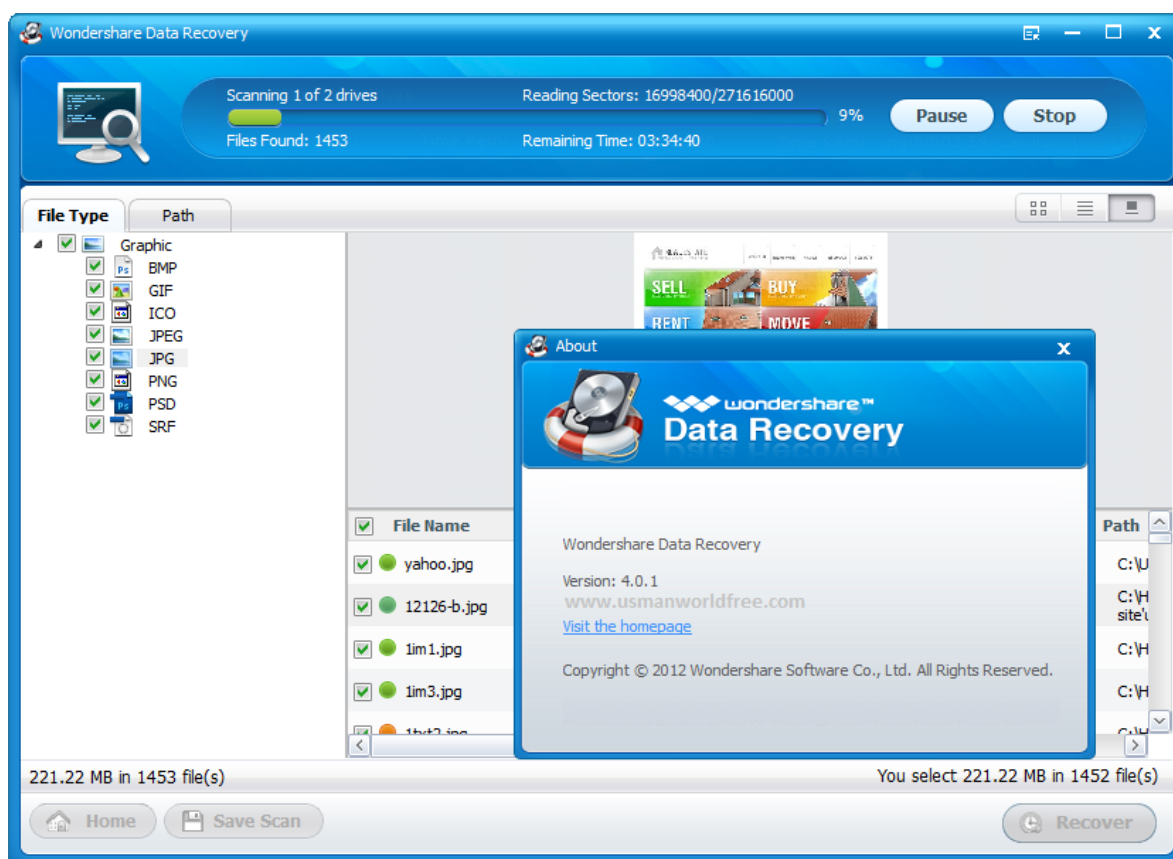 Wondershare Data Recovery
Scanning 1 of 2 drives
Reading Sectors: 16998400/271616000
9%
Pause
Stop
Files Found: 1453
Remaining Time: 03:34:40
File Type
Path
Graphic
BMP
GIF
ICO
JPEG
JPG
PNG
PSD
SRF
SELL
BUY
RENT
MOVE
About
wondershare™
Data Recovery
Wondershare Data Recovery
Version: 4.0.1
www.usmanworldfree.com
Visit the homepage
Copyright © 2012 Wondershare Software Co., Ltd. All Rights Reserved.
File Name
Path
yahoo.jpg
C:\U
12126-b.jpg
C:\H
site'u
1im1.jpg
C:\H
1im3.jpg
C:\H
221.22 MB in 1453 file(s)
You select 221.22 MB in 1452 file(s)
Home
Save Scan
Recover